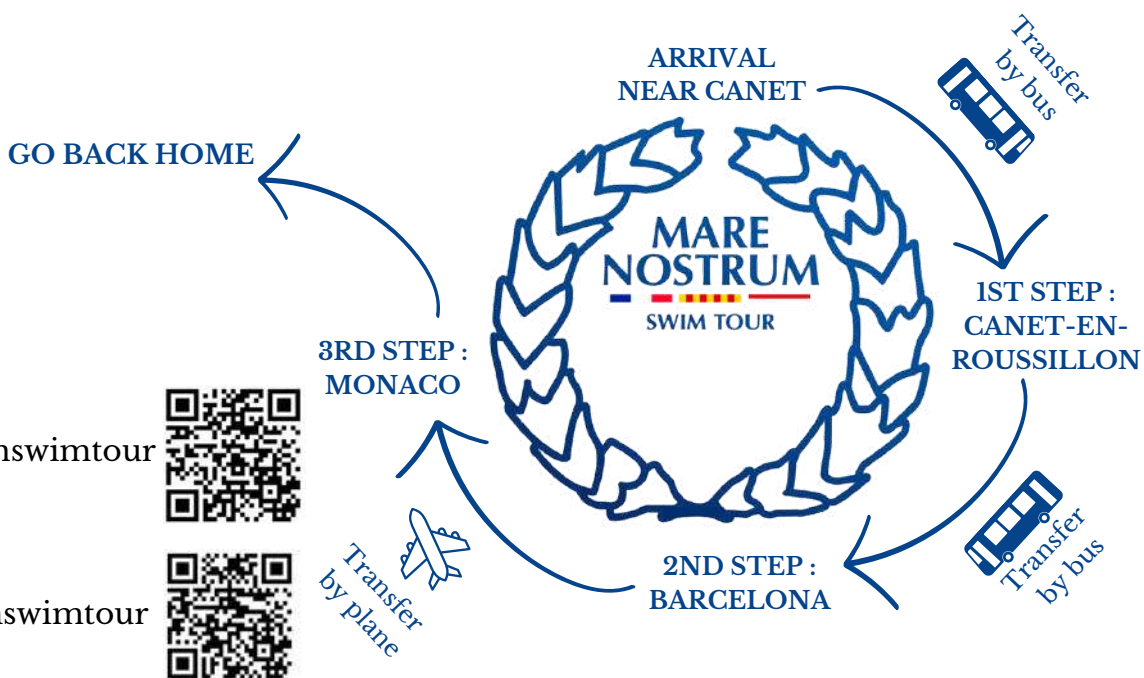 ARRIVAL
NEAR CANET
Transfer
by bus
GO BACK HOME
MARE
NOSTRUM
SWIM TOUR
1ST STEP :
CANET-EN-
ROUSSILLON
3RD STEP :
MONACO
nswimtour
Transfer
by bus
2ND STEP :
BARCELONA
Transfer
by plane
nswimtour